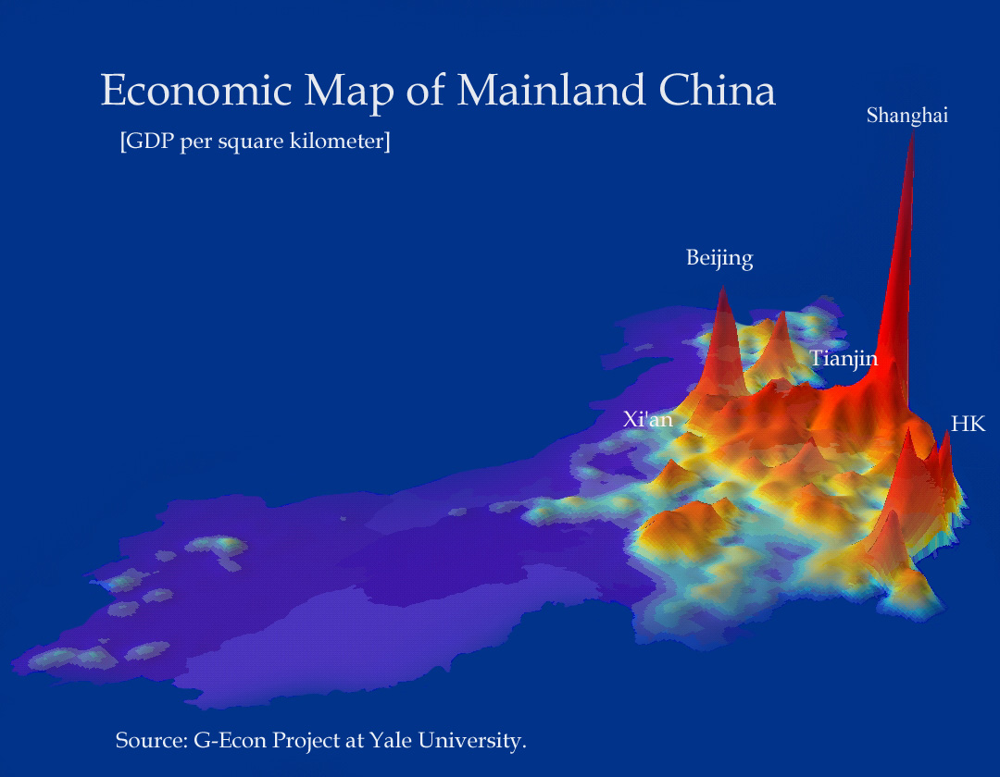 Economic Map of Mainland China
[GDP per square kilometer]
Shanghai
Beijing
Tianjin
Xi'an
HK
Source: G-Econ Project at Yale University.